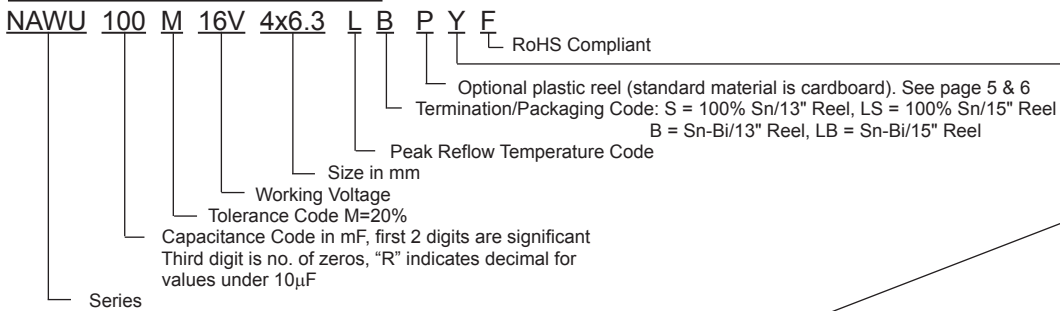 NAWU 100 M 16V 4x6.3 L B P Y F
RoHS Compliant
Optional plastic reel (standard material is cardboard). See page 5 & 6
Termination/Packaging Code: S = 100% Sn/13" Reel, LS = 100% Sn/15" Reel
B = Sn-Bi/13" Reel, LB = Sn-Bi/15" Reel
Peak Reflow Temperature Code
Size in mm
Working Voltage
Tolerance Code M=20%
Capacitance Code in mF, first 2 digits are significant
Third digit is no. of zeros, “R” indicates decimal for
values under 10μF
Series